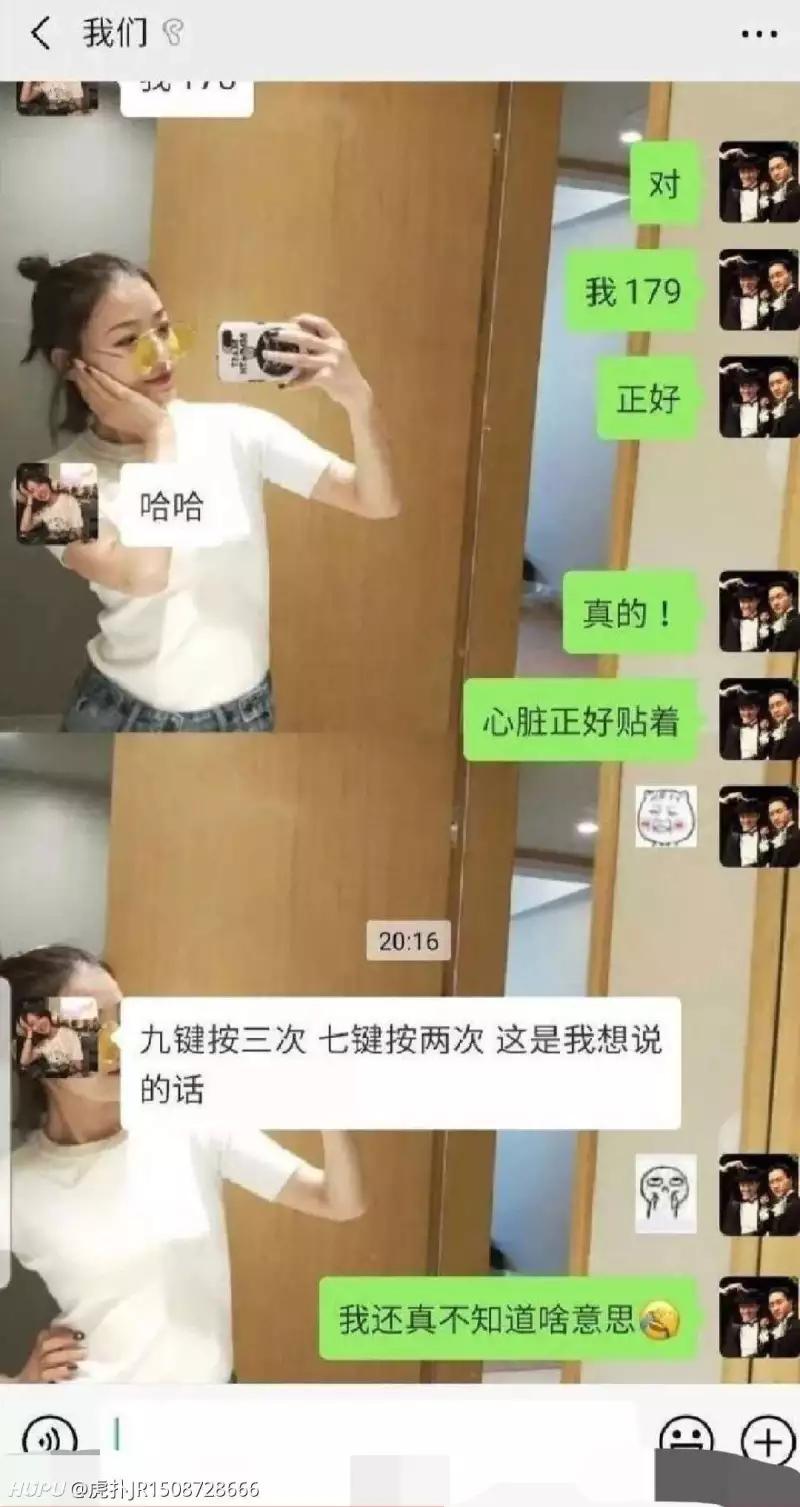 我们
对
我 179
正好
哈哈
真的！
心脏正好贴着
20:16
九键按三次 七键按两次 这是我想说
的话
我还真不知道啥意思
HUPU @虎扑JR1508728666